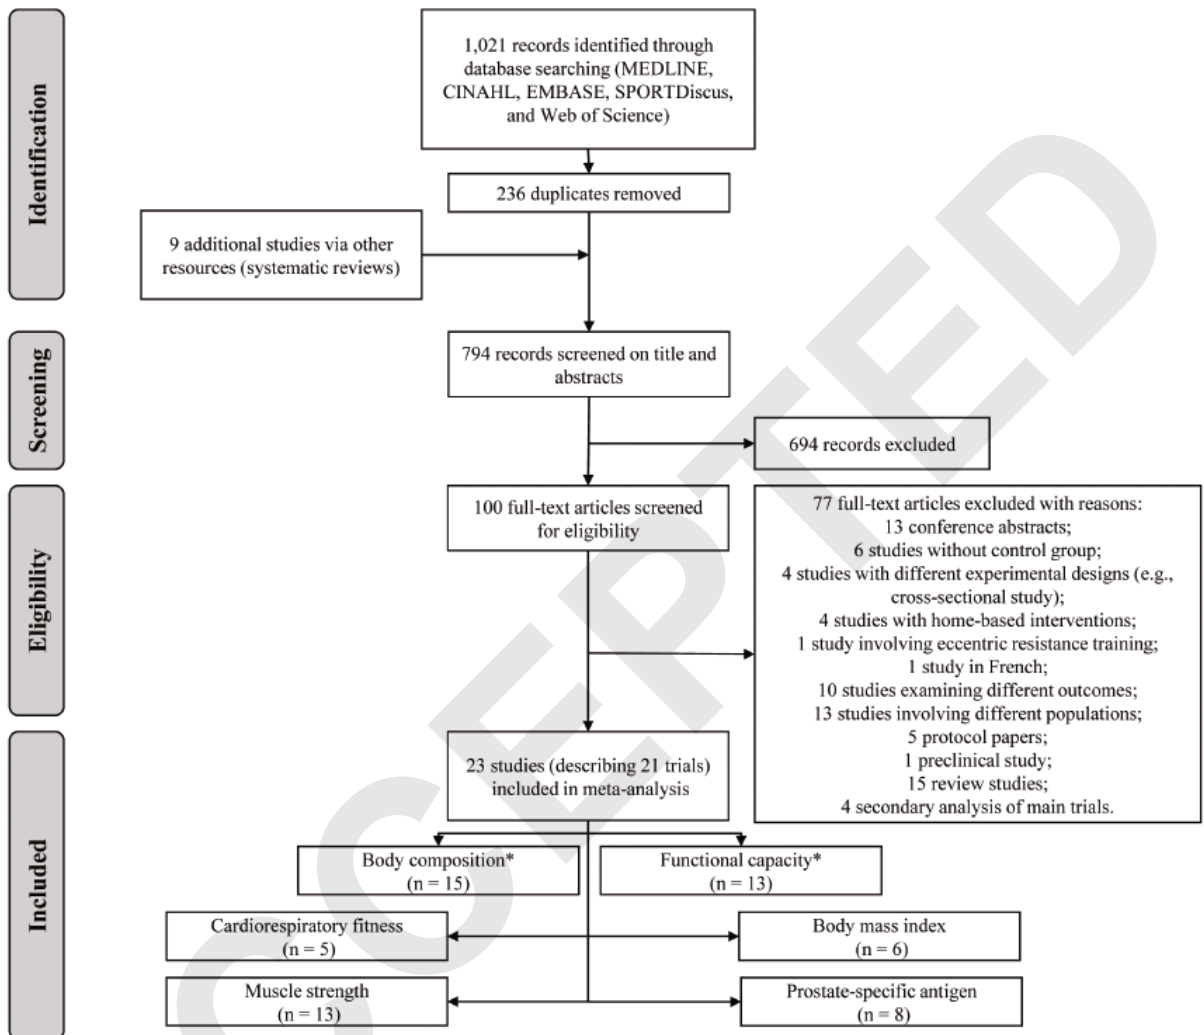 Identification
1,021 records identified through
database searching (MEDLINE,
CINAHL, EMBASE, SPORTDiscus,
and Web of Science)
236 duplicates removed
9 additional studies via other
resources (systematic reviews)
Screening
794 records screened on title and
abstracts
694 records excluded
Eligibility
100 full-text articles screened
for eligibility
77 full-text articles excluded with reasons:
13 conference abstracts;
6 studies without control group;
4 studies with different experimental designs (e.g.,
cross-sectional study);
4 studies with home-based interventions;
1 study involving eccentric resistance training;
1 study in French;
10 studies examining different outcomes;
13 studies involving different populations;
5 protocol papers;
1 preclinical study;
15 review studies;
4 secondary analysis of main trials.
Included
23 studies (describing 21 trials)
included in meta-analysis
Body composition*
(n = 15)
Functional capacity*
(n = 13)
Cardiorespiratory fitness
(n = 5)
Body mass index
(n = 6)
Muscle strength
(n = 13)
Prostate-specific antigen
(n = 8)
CCEPTED